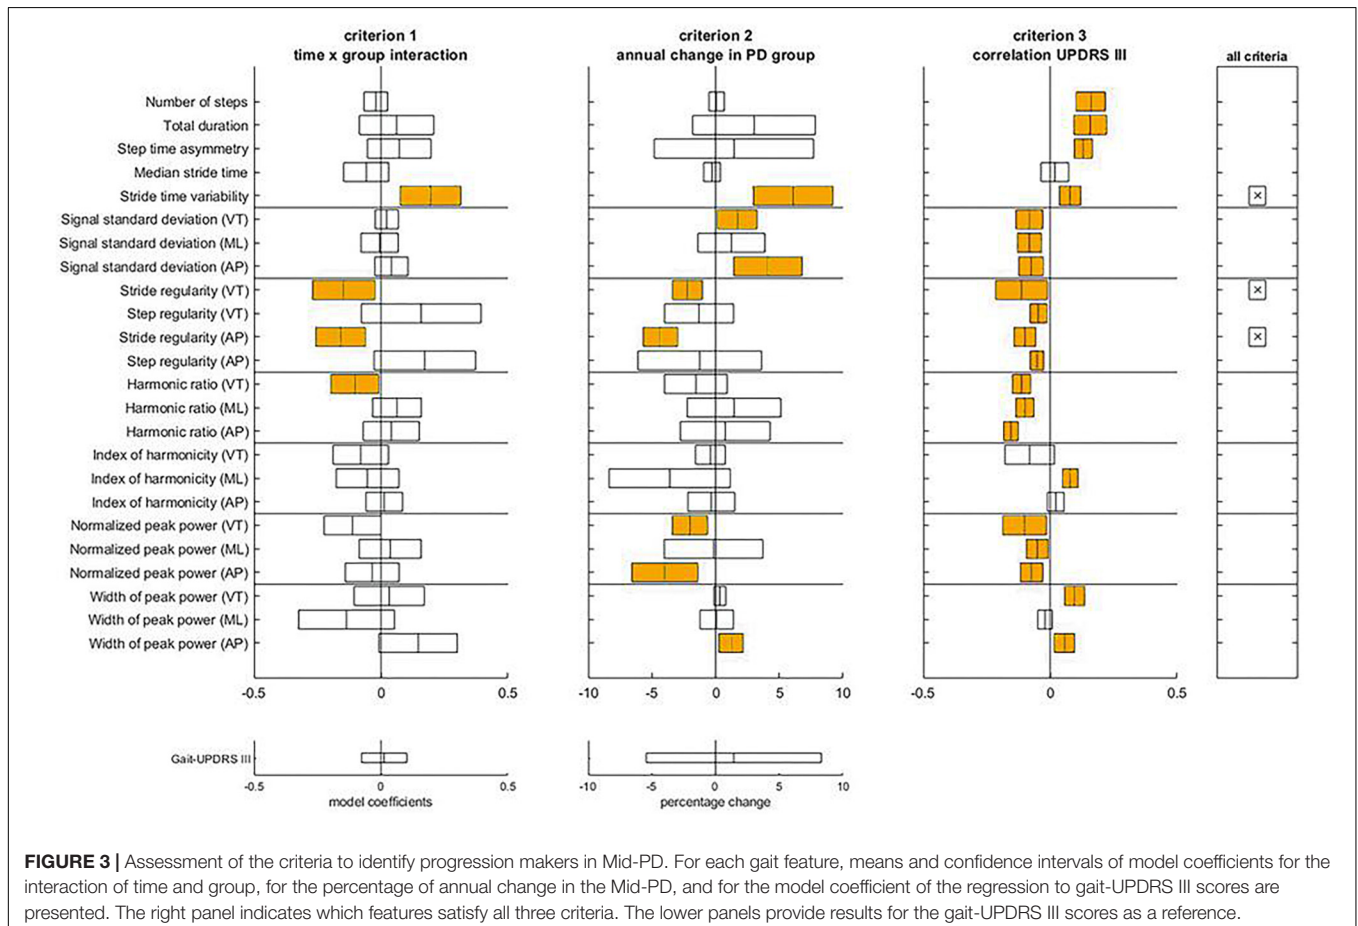 criterion 1
time x group interaction
criterion 2
annual change in PD group
criterion 3
correlation UPDRS III
all criteria
Number of steps
Total duration
Step time asymmetry
Median stride time
Stride time variability
Signal standard deviation (VT)
Signal standard deviation (ML)
Signal standard deviation (AP)
Stride regularity (VT)
Step regularity (VT)
Stride regularity (AP)
Step regularity (AP)
Harmonic ratio (VT)
Harmonic ratio (ML)
Harmonic ratio (AP)
Index of harmonicity (VT)
Index of harmonicity (ML)
Index of harmonicity (AP)
Normalized peak power (VT)
Normalized peak power (ML)
Normalized peak power (AP)
Width of peak power (VT)
Width of peak power (ML)
Width of peak power (AP)
-0.5 0 0.5
-10 -5 0 5 10
-0.5 0 0.5
Gait-UPDRS III
-0.5 0 0.5
model coefficients
-10 -5 0 5 10
percentage change
FIGURE 3 | Assessment of the criteria to identify progression makers in Mid-PD. For each gait feature, means and confidence intervals of model coefficients for the
interaction of time and group, for the percentage of annual change in the Mid-PD, and for the model coefficient of the regression to gait-UPDRS III scores are
presented. The right panel indicates which features satisfy all three criteria. The lower panels provide results for the gait-UPDRS III scores as a reference.